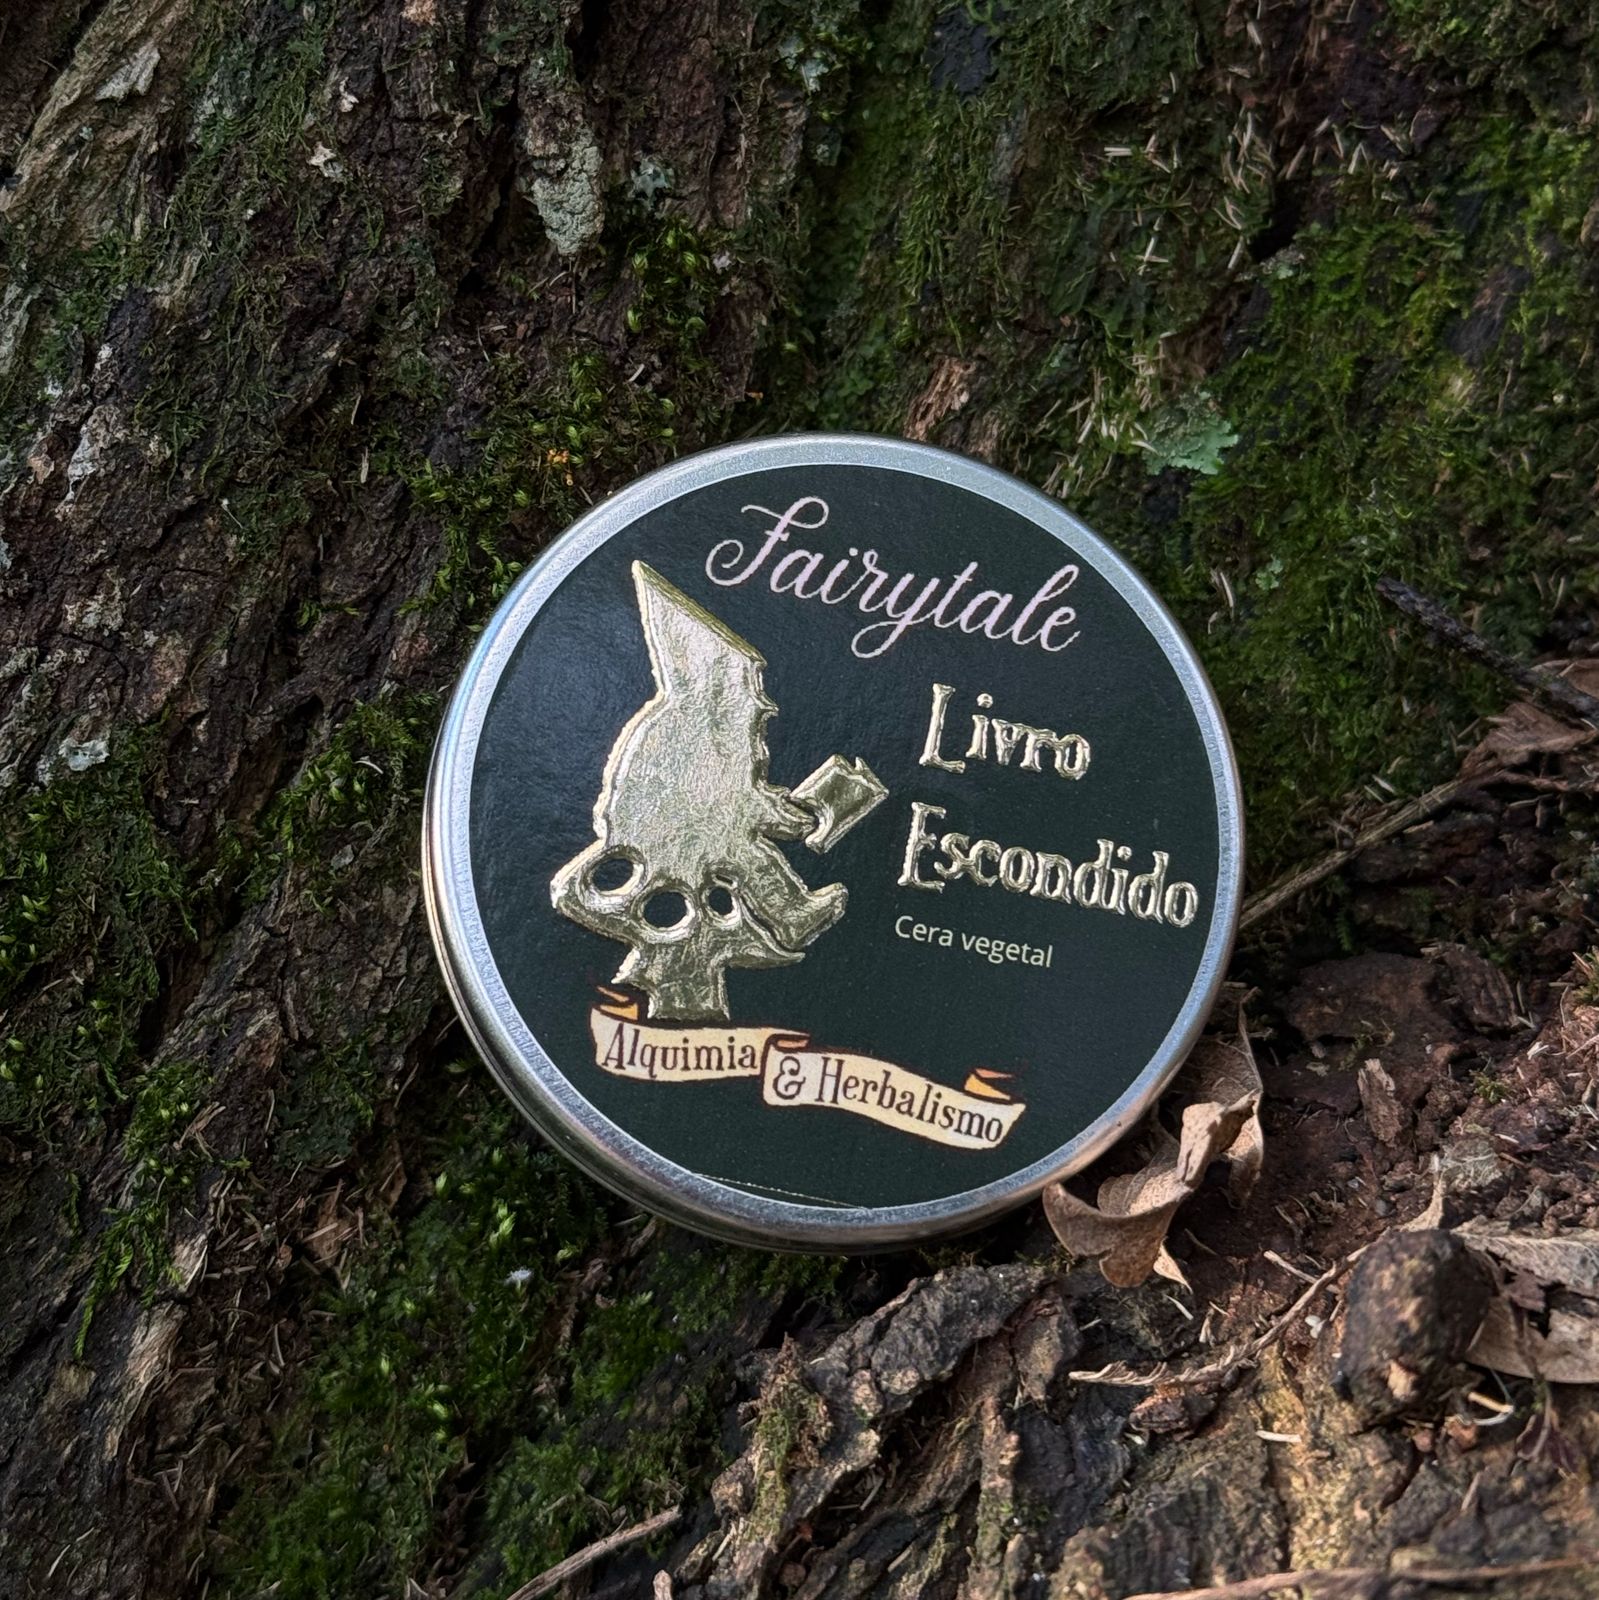 Fairytale
Livro
Escondido
Cera vegetal
Alquimia
& Herbalismo